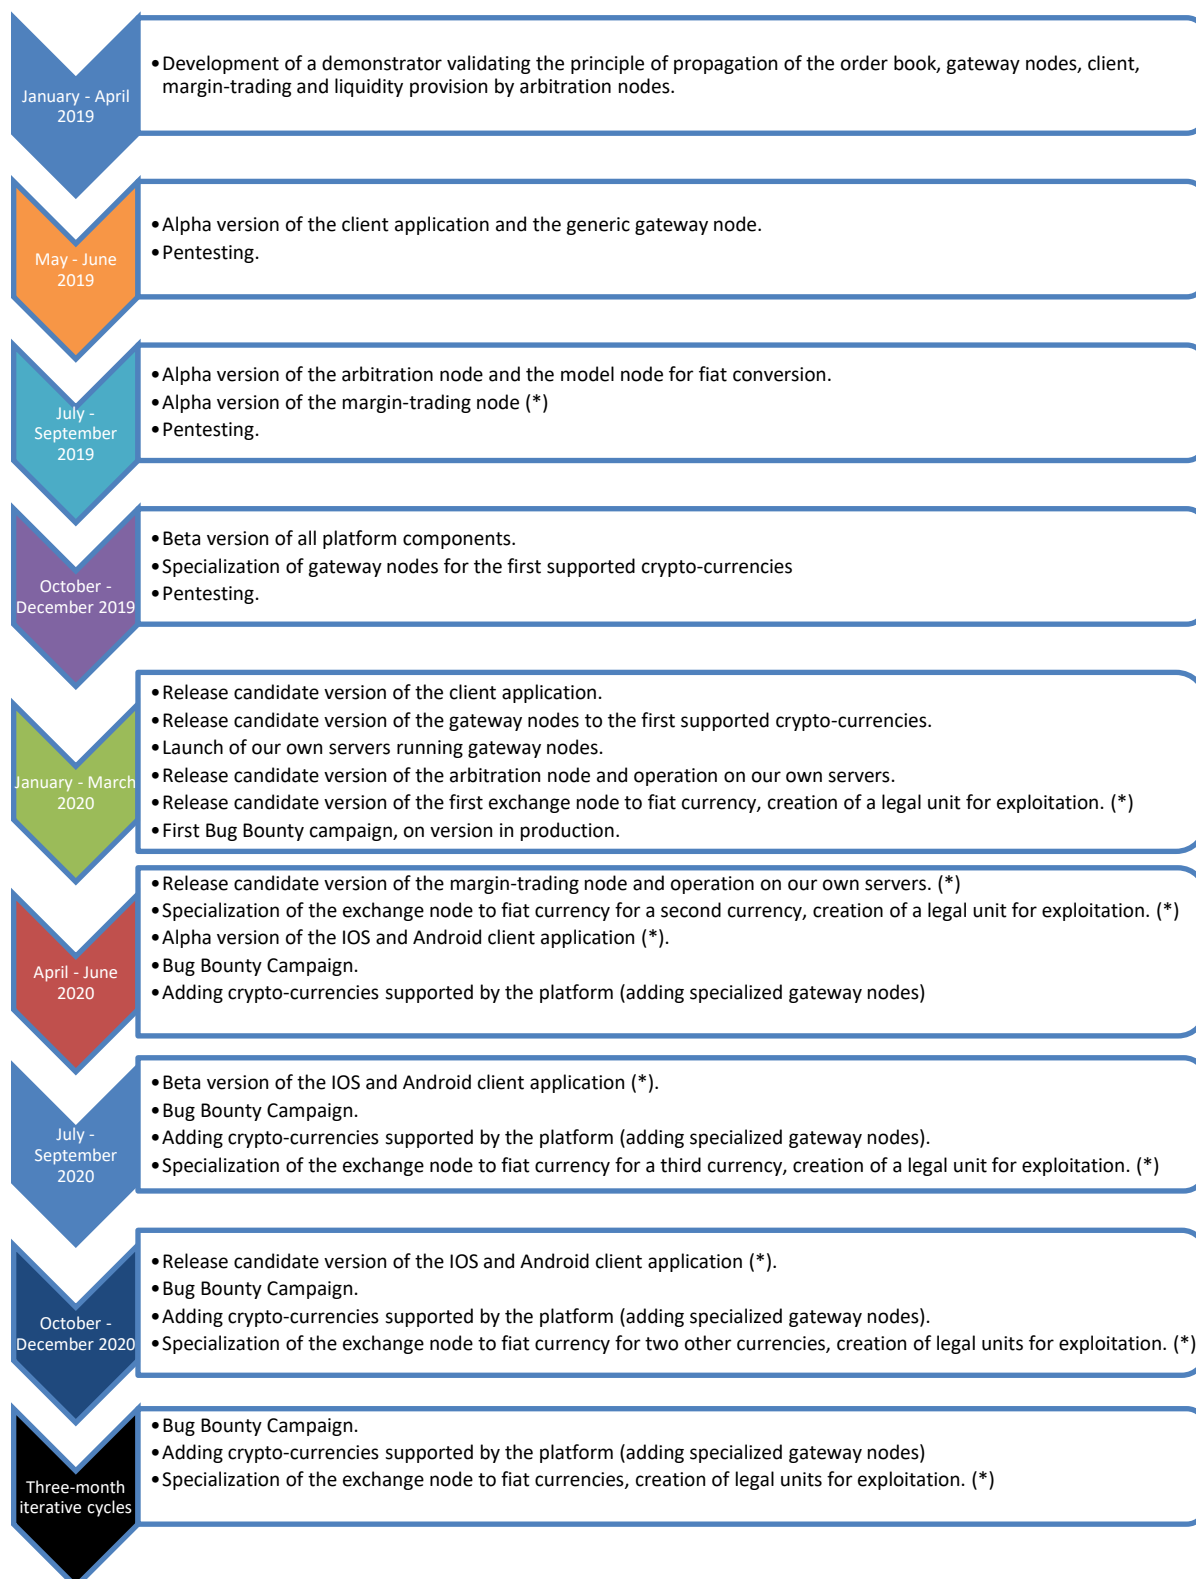 January - April
2019
•Development of a demonstrator validating the principle of propagation of the order book, gateway nodes, client,
margin-trading and liquidity provision by arbitration nodes.
May - June
2019
•Alpha version of the client application and the generic gateway node.
•Pentesting.
July -
September
2019
•Alpha version of the arbitration node and the model node for fiat conversion.
•Alpha version of the margin-trading node (*)
•Pentesting.
October -
December 2019
•Beta version of all platform components.
•Specialization of gateway nodes for the first supported crypto-currencies
•Pentesting.
January - March
2020
•Release candidate version of the client application.
•Release candidate version of the gateway nodes to the first supported crypto-currencies.
•Launch of our own servers running gateway nodes.
•Release candidate version of the arbitration node and operation on our own servers.
•Release candidate version of the first exchange node to fiat currency, creation of a legal unit for exploitation. (*)
•First Bug Bounty campaign, on version in production.
April - June
2020
•Release candidate version of the margin-trading node and operation on our own servers. (*)
•Specialization of the exchange node to fiat currency for a second currency, creation of a legal unit for exploitation. (*)
•Alpha version of the IOS and Android client application (*).
•Bug Bounty Campaign.
•Adding crypto-currencies supported by the platform (adding specialized gateway nodes)
July -
September
2020
•Beta version of the IOS and Android client application (*).
•Bug Bounty Campaign.
•Adding crypto-currencies supported by the platform (adding specialized gateway nodes).
•Specialization of the exchange node to fiat currency for a third currency, creation of a legal unit for exploitation. (*)
October -
December 2020
•Release candidate version of the IOS and Android client application (*).
•Bug Bounty Campaign.
•Adding crypto-currencies supported by the platform (adding specialized gateway nodes).
•Specialization of the exchange node to fiat currency for two other currencies, creation of legal units for exploitation. (*)
Three-month
iterative cycles
•Bug Bounty Campaign.
•Adding crypto-currencies supported by the platform (adding specialized gateway nodes)
•Specialization of the exchange node to fiat currencies, creation of legal units for exploitation. (*)